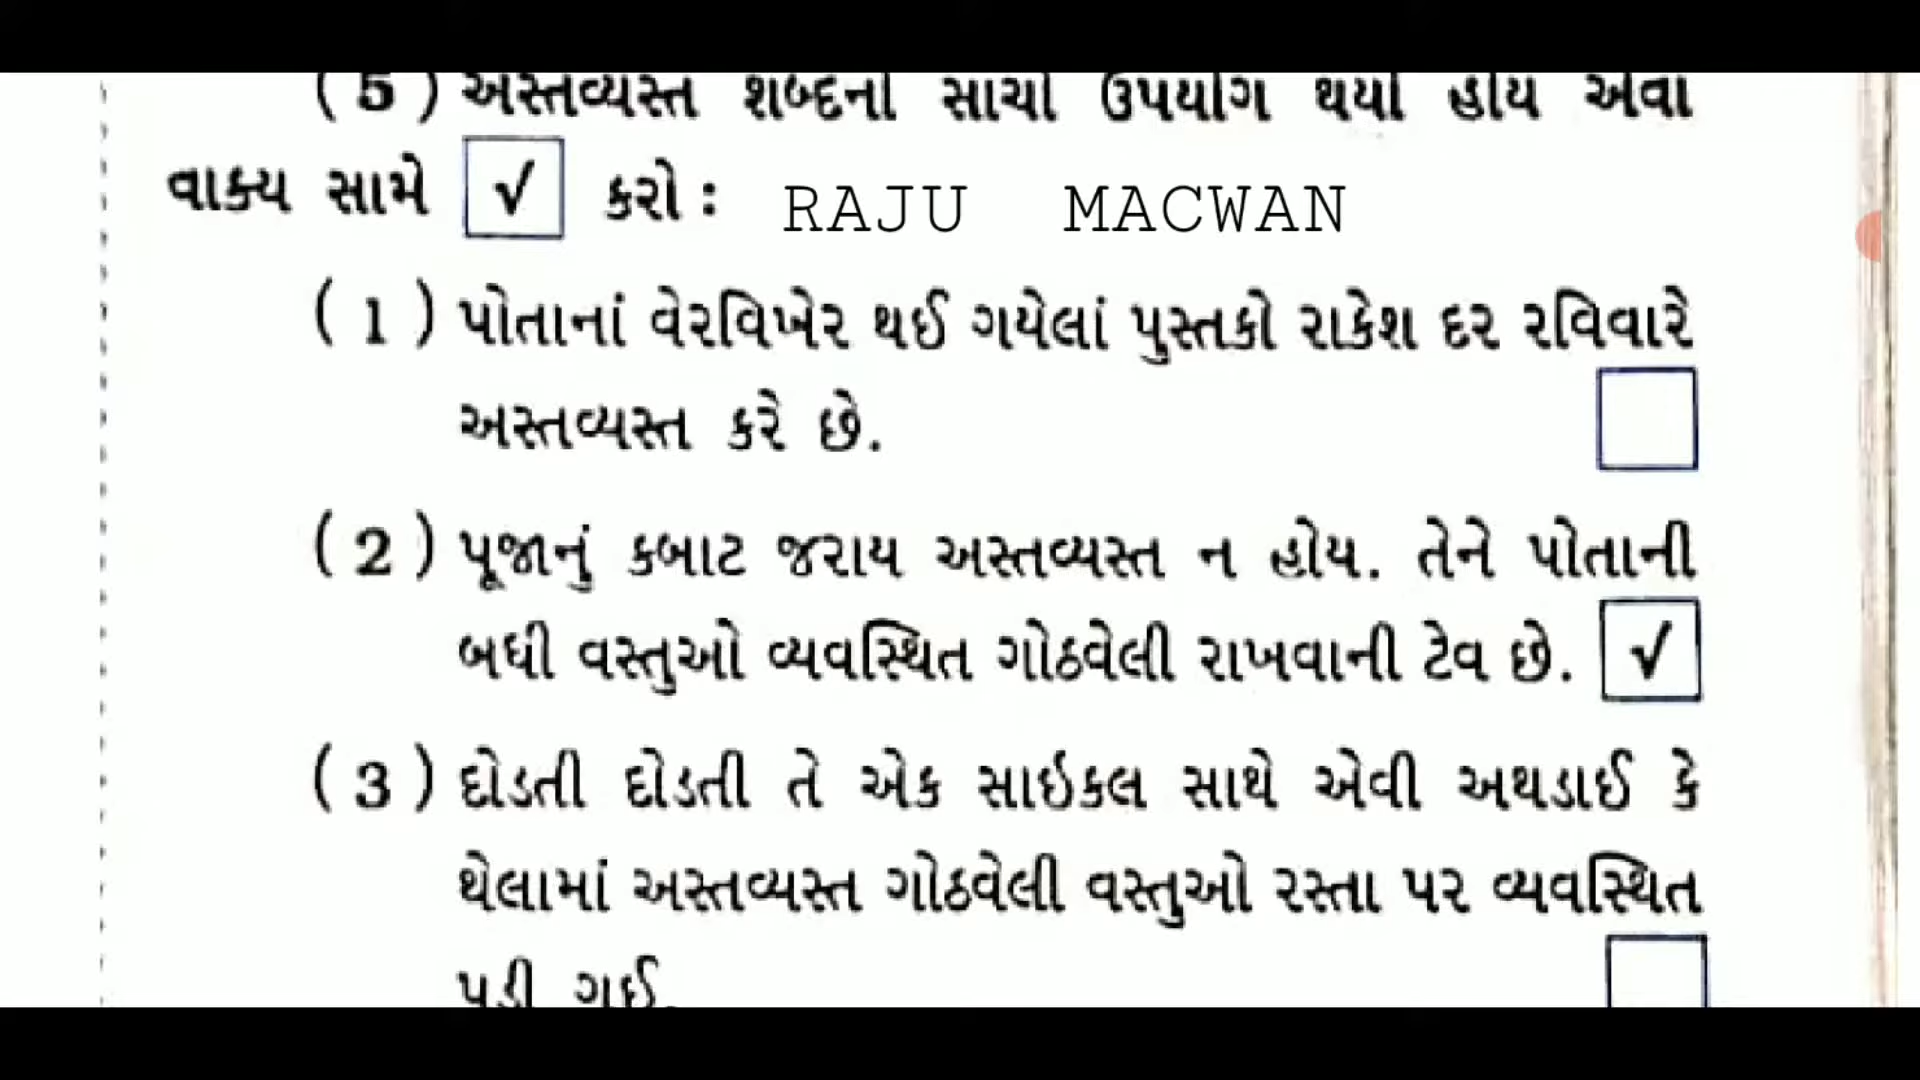 (5) અસ્તવ્યસ્ત શબ્દનો સાચો ઉપયોગ થયો હોય એવા
વાક્ય સામે √ કરો : RAJU MACWAN
(1) પોતાનાં વેરવિખેર થઈ ગયેલાં પુસ્તકો રાકેશ દર રવિવારે
અસ્તવ્યસ્ત કરે છે.
(2) પૂજાનું કબાટ જરાય અસ્તવ્યસ્ત ન હોય. તેને પોતાની
બધી વસ્તુઓ વ્યવસ્થિત ગોઠવેલી રાખવાની ટેવ છે. √
(3) દોડતી દોડતી તે એક સાઇકલ સાથે એવી અથડાઈ કે
થેલામાં અસ્તવ્યસ્ત ગોઠવેલી વસ્તુઓ રસ્તા પર વ્યવસ્થિત
પડી ગઈ.